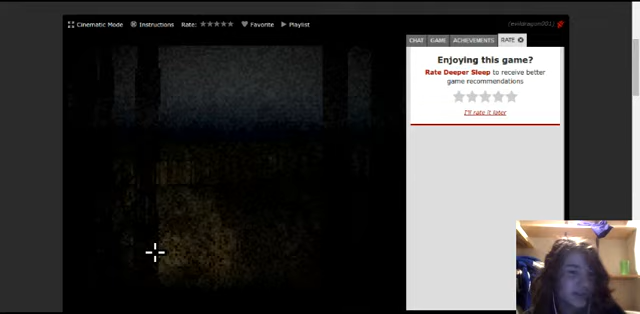 Cinematic Mode Instructions Rate: Favorite Playlist (evildragon001)
CHAT GAME ACHIEVEMENTS RATE
Enjoying this game?
Rate Deeper Sleep to receive better
game recommendations
I'll rate it later